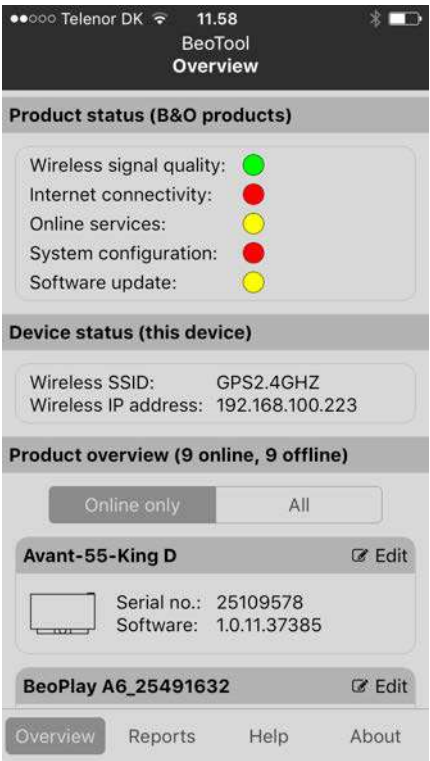 Telenor DK 11.58
BeoTool
Overview
Product status (B&O products)
Wireless signal quality:
Internet connectivity:
Online services:
System configuration:
Software update:
Device status (this device)
Wireless SSID: GPS2.4GHZ
Wireless IP address: 192.168.100.223
Product overview (9 online, 9 offline)
Online only All
Avant-55-King D Edit
Serial no.: 25109578
Software: 1.0.11.37385
BeoPlay A6_25491632 Edit
Overview Reports Help About